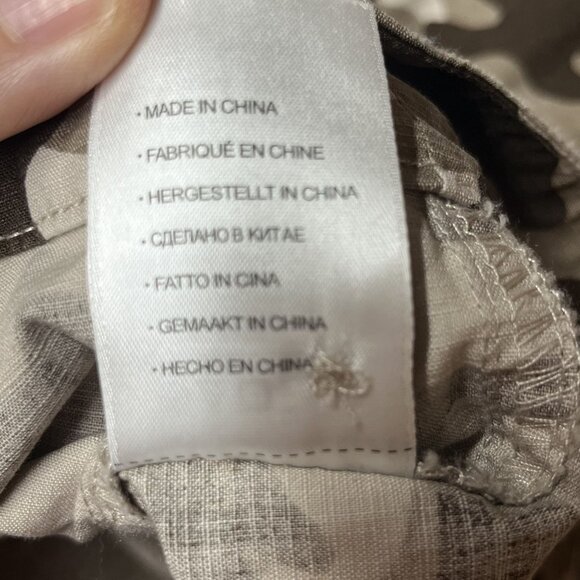 · MADE IN CHINA
· FABRIQUÉ EN CHINE
· HERGESTELLT IN CHINA
· СДЕЛАНО В КИТАЕ
· FATTO IN CINA
· GEMAAKT IN CHINA
· HECHO EN CHINA